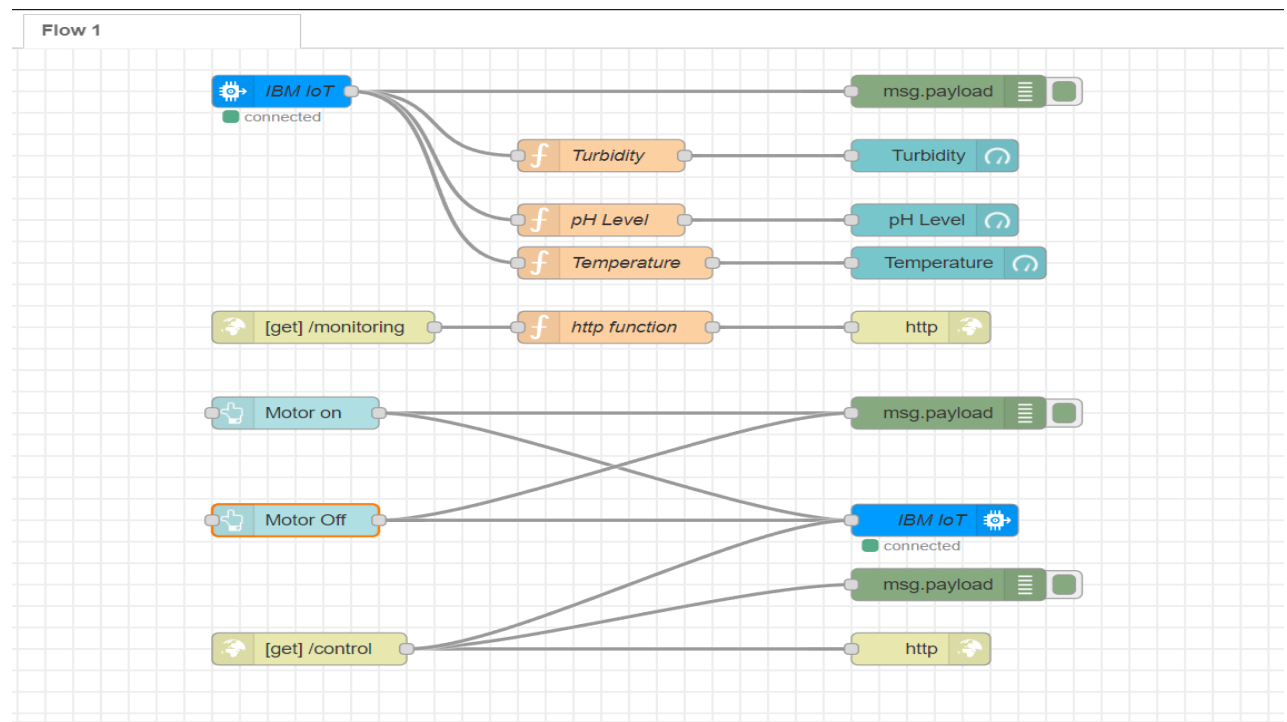 Flow 1
IBM IoT
connected
msg.payload
Turbidity
Turbidity
pH Level
pH Level
Temperature
Temperature
[get] /monitoring
http function
http
Motor on
msg.payload
Motor Off
IBM IoT
connected
msg.payload
[get] /control
http